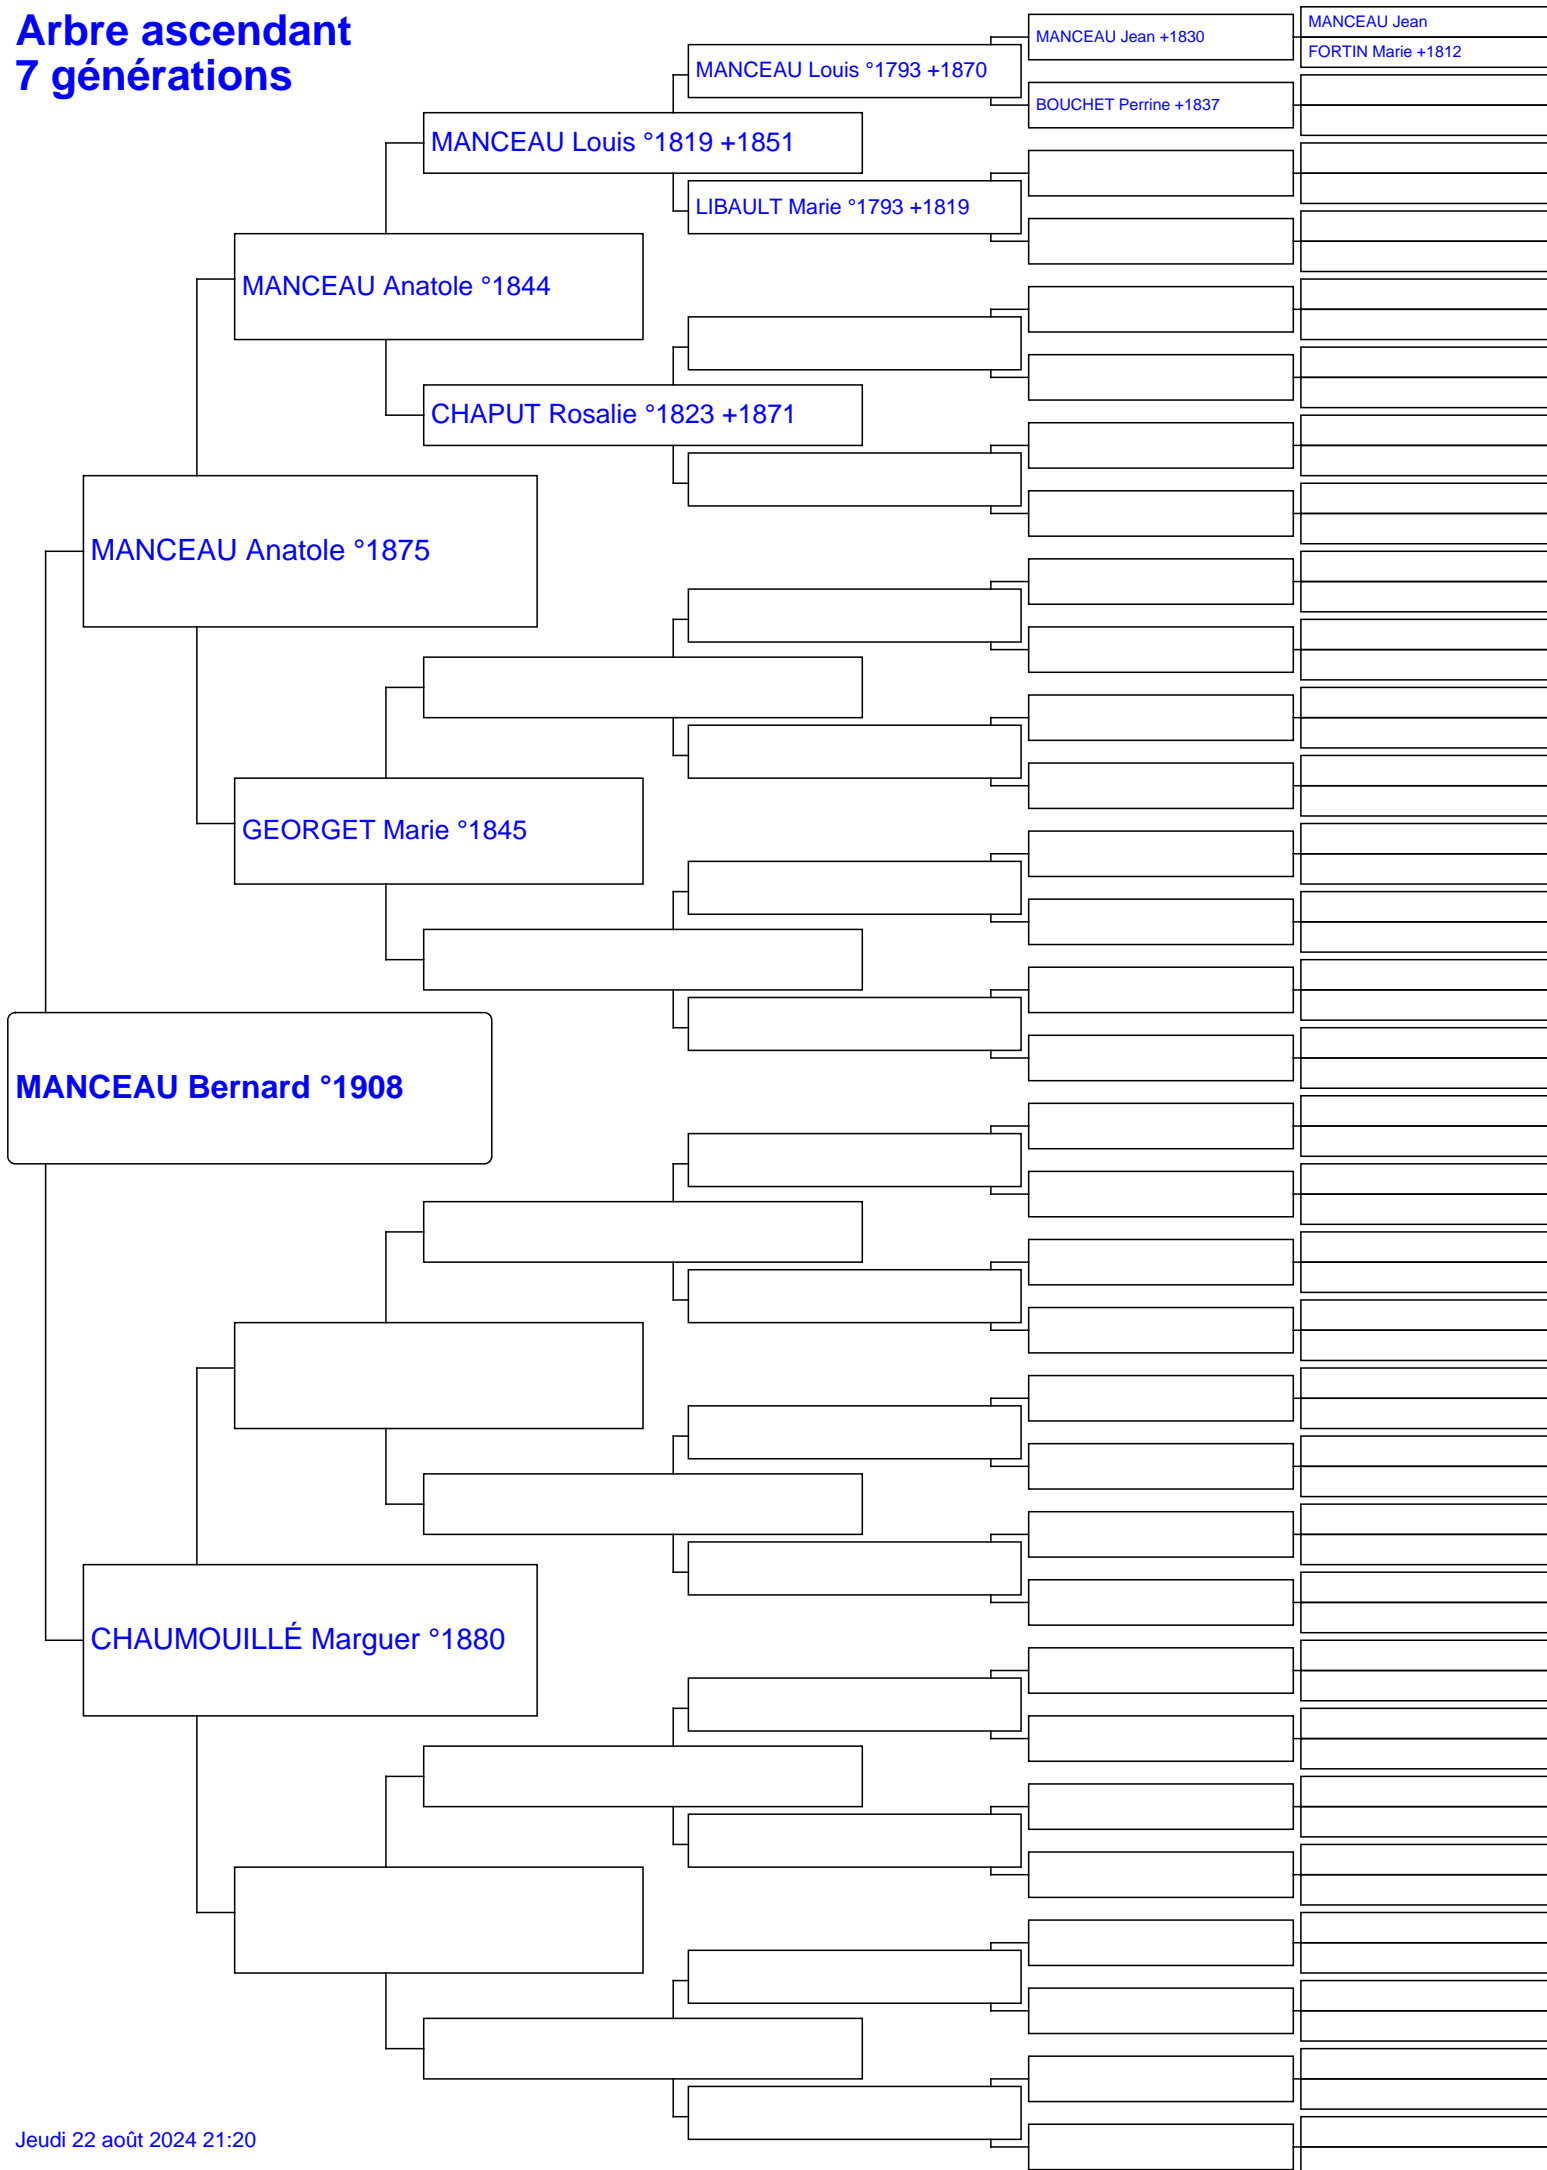 Arbre ascendant
7 générations
MANCEAU Jean
FORTIN Marie +1812
MANCEAU Jean +1830
MANCEAU Louis °1793 +1870
BOUCHET Perrine +1837
MANCEAU Louis °1819 +1851
LIBAULT Marie °1793 +1819
MANCEAU Anatole °1844
CHAPUT Rosalie °1823 +1871
MANCEAU Anatole °1875
GEORGET Marie °1845
MANCEAU Bernard °1908
CHAUMOUILLÉ Marguer °1880
Jeudi 22 août 2024 21:20